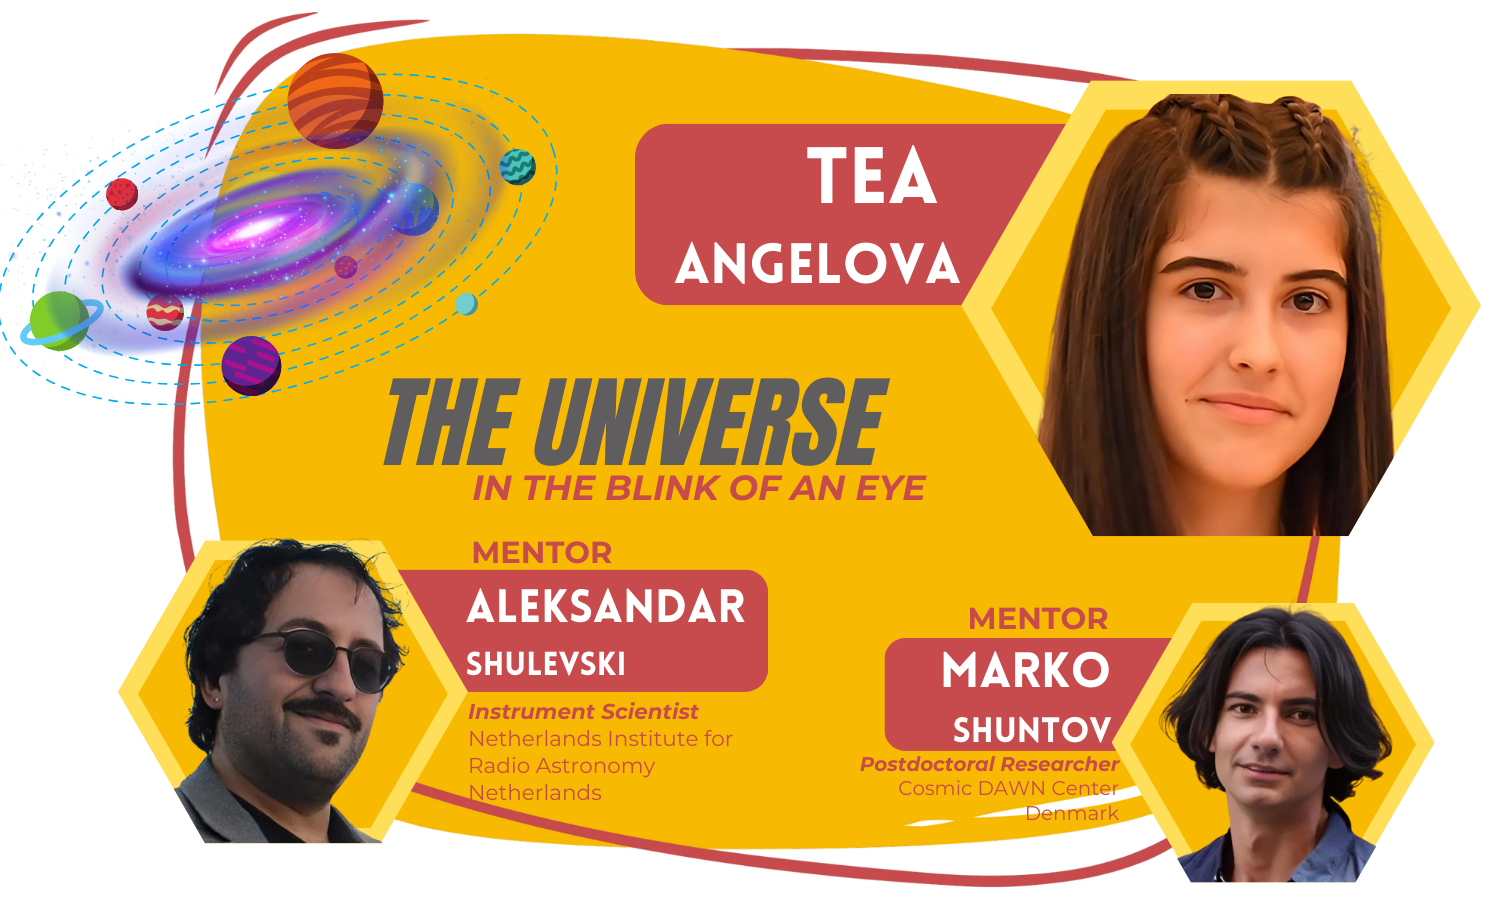 TEA
ANGELOVA
THE UNIVERSE
IN THE BLINK OF AN EYE
MENTOR
ALEKSANDAR
SHULEVSKI
Instrument Scientist
Netherlands Institute for
Radio Astronomy
Netherlands
MENTOR
MARKO
SHUNTOV
Postdoctoral Researcher
Cosmic DAWN Center
Denmark